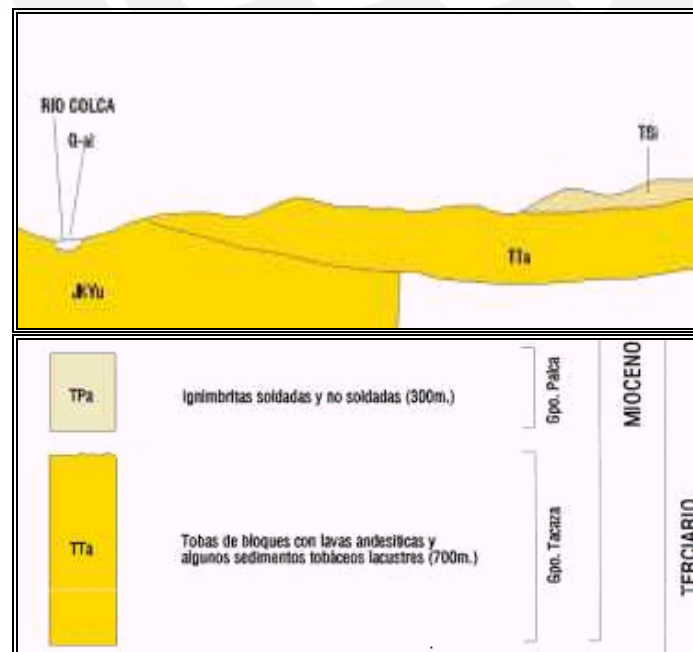 RIO COLCA
Q-al
TSi
TTa
JKYu
TPa
Ignimbritas soldadas y no soldadas (300m.)
Gpo. Palca
MIOCENO
TTa
Tobas de bloques con lavas andesiticas y
algunos sedimentos tobáceos lacustres (700m.)
Gpo. Tacaza
TERCIARIO